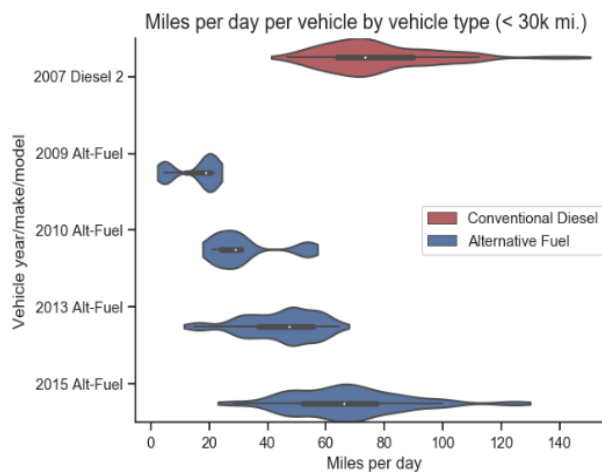 Miles per day per vehicle by vehicle type (< 30k mi.)
Vehicle year/make/model
2007 Diesel 2
2009 Alt-Fuel
2010 Alt-Fuel
2013 Alt-Fuel
2015 Alt-Fuel
Conventional Diesel
Alternative Fuel
0 20 40 60 80 100 120 140
Miles per day